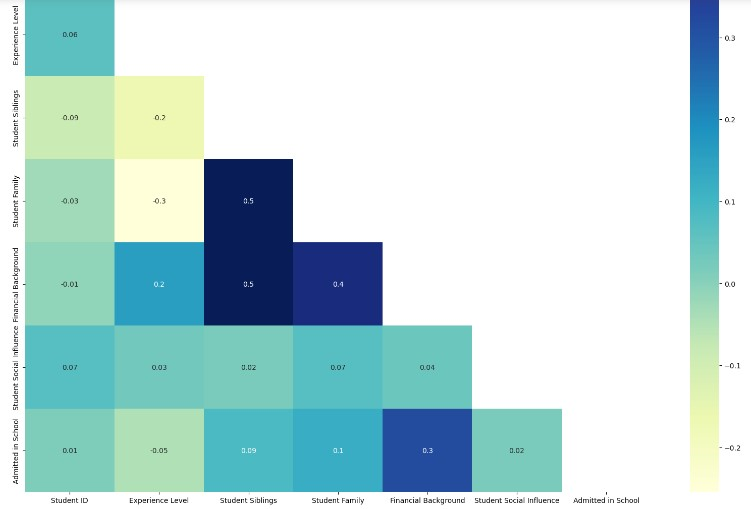 Experience Level
0.06
0.3
Student Siblings
-0.09
-0.2
0.2
Student Family
-0.03
-0.3
0.5
0.1
Financial Background
-0.01
0.2
0.5
0.4
0.0
Student Social Influence
0.07
0.03
0.02
0.07
0.04
-0.1
Admitted in School
0.01
-0.05
0.09
0.1
0.3
0.02
-0.2
Student ID
Experience Level
Student Siblings
Student Family
Financial Background
Student Social Influence
Admitted in School